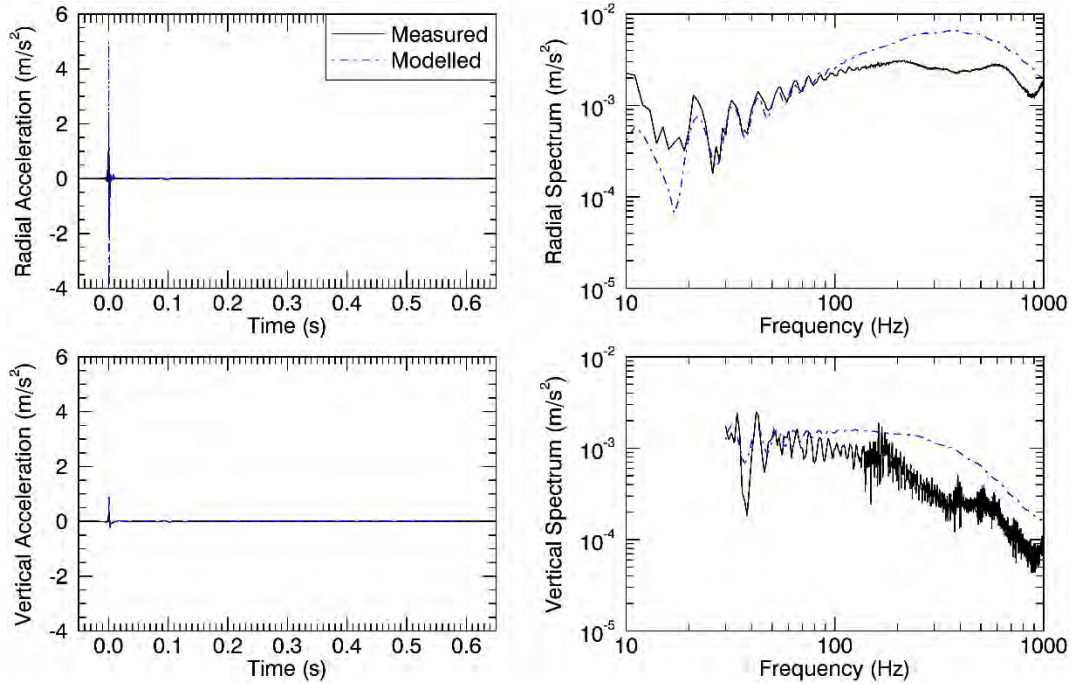 Measured
Modelled
Radial Acceleration (m/s²)
6
4
2
0
-2
-4
0.0 0.1 0.2 0.3 0.4 0.5 0.6
Time (s)
Radial Spectrum (m/s²)
10⁻²
10⁻³
10⁻⁴
10⁻⁵
10 100 1000
Frequency (Hz)
Vertical Acceleration (m/s²)
6
4
2
0
-2
-4
0.0 0.1 0.2 0.3 0.4 0.5 0.6
Time (s)
Vertical Spectrum (m/s²)
10⁻²
10⁻³
10⁻⁴
10⁻⁵
10 100 1000
Frequency (Hz)